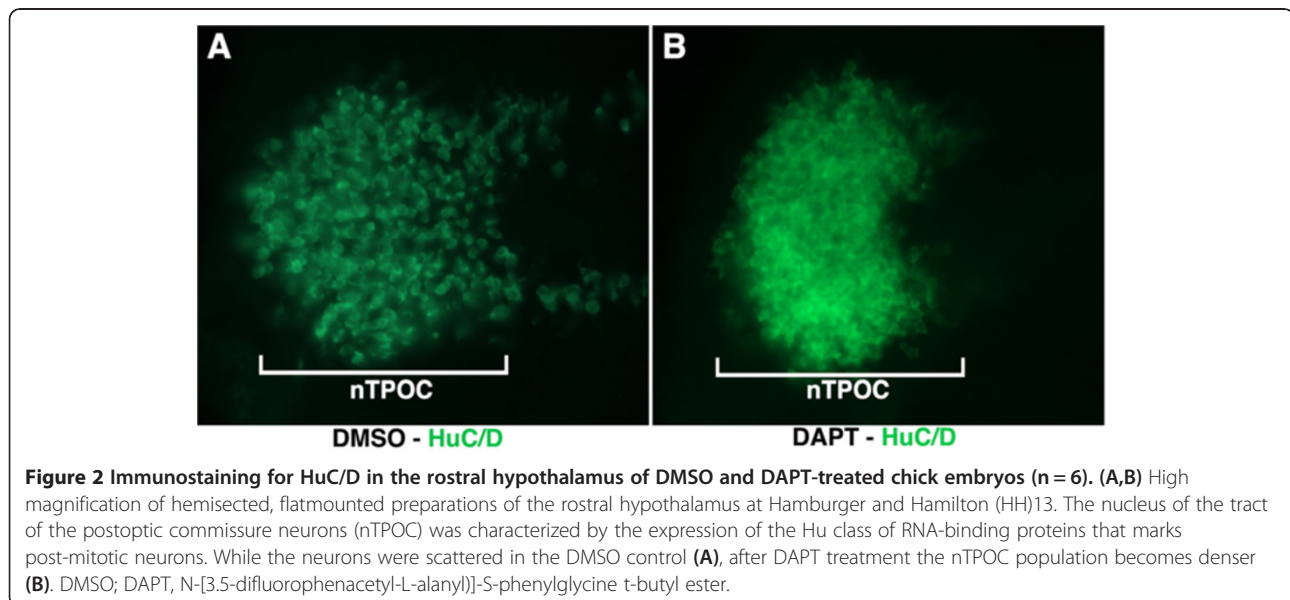 A
B
nTPOC
nTPOC
DMSO - HuC/D
DAPT - HuC/D
Figure 2 Immunostaining for HuC/D in the rostral hypothalamus of DMSO and DAPT-treated chick embryos (n = 6). (A,B) High
magnification of hemisected, flatmounted preparations of the rostral hypothalamus at Hamburger and Hamilton (HH)13. The nucleus of the tract
of the postoptic commissure neurons (nTPOC) was characterized by the expression of the Hu class of RNA-binding proteins that marks
post-mitotic neurons. While the neurons were scattered in the DMSO control (A), after DAPT treatment the nTPOC population becomes denser
(B). DMSO; DAPT, N-[3.5-difluorophenacetyl-L-alanyl)]-S-phenylglycine t-butyl ester.